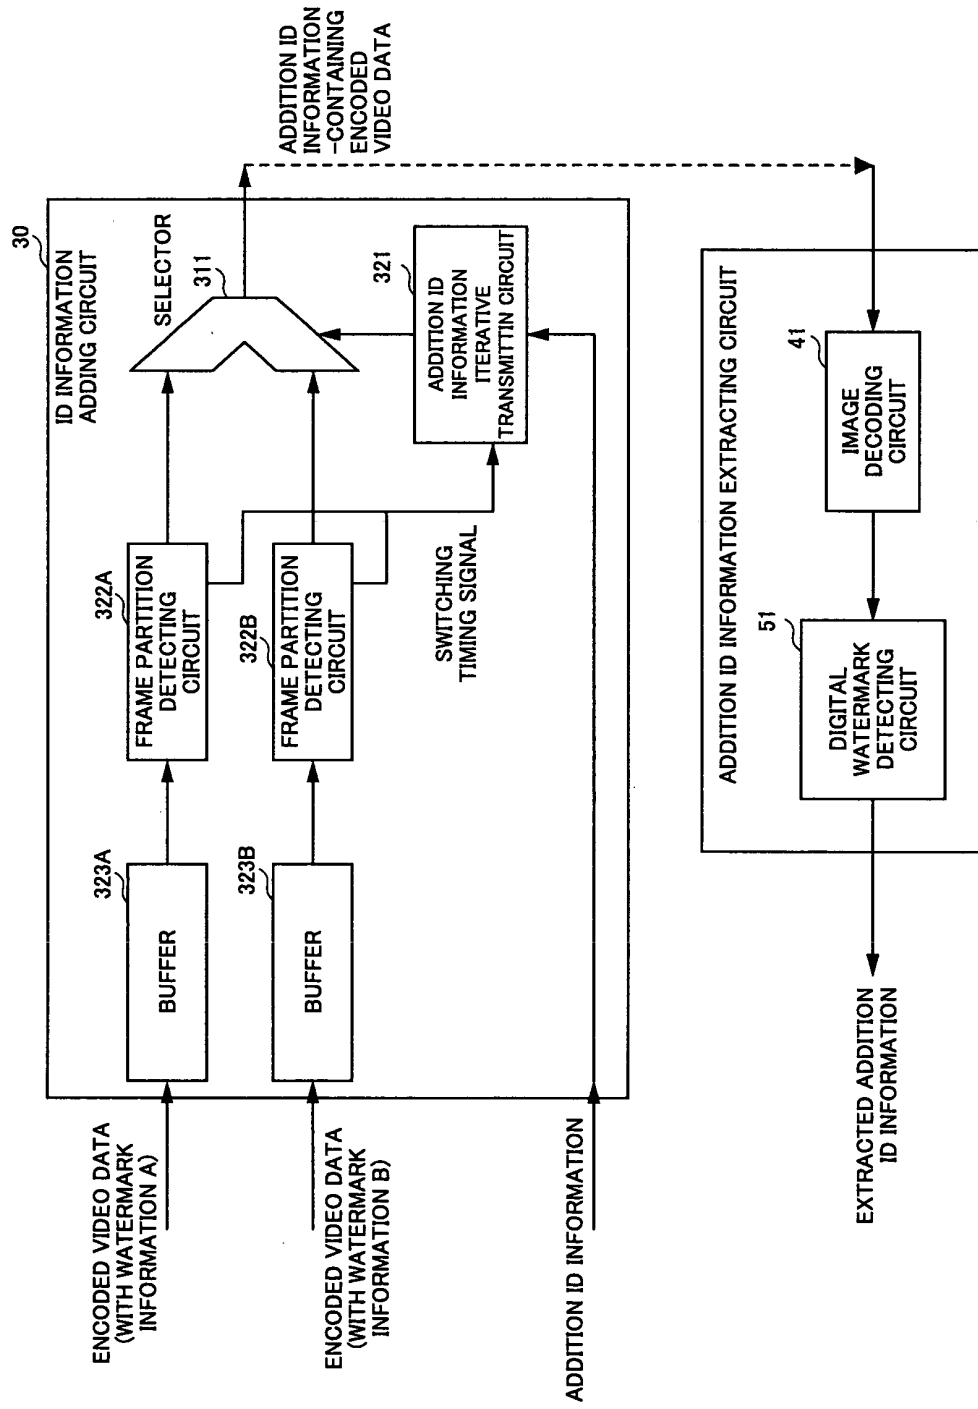 30
ID INFORMATION
ADDING CIRCUIT
ENCODED VIDEO DATA
(WITH WATERMARK
INFORMATION A)
323A
BUFFER
322A
FRAME PARTITION
DETECTING
CIRCUIT
SELECTOR
311
ADDITION ID
INFORMATION
-CONTAINING
ENCODED
VIDEO DATA
ENCODED VIDEO DATA
(WITH WATERMARK
INFORMATION B)
323B
BUFFER
322B
FRAME PARTITION
DETECTING
CIRCUIT
SWITCHING
TIMING SIGNAL
321
ADDITION ID
INFORMATION
ITERATIVE
TRANSMITTIN CIRCUIT
ADDITION ID INFORMATION
ADDITION ID INFORMATION EXTRACTING CIRCUIT
51
DIGITAL
WATERMARK
DETECTING
CIRCUIT
41
IMAGE
DECODING
CIRCUIT
EXTRACTED ADDITION
ID INFORMATION